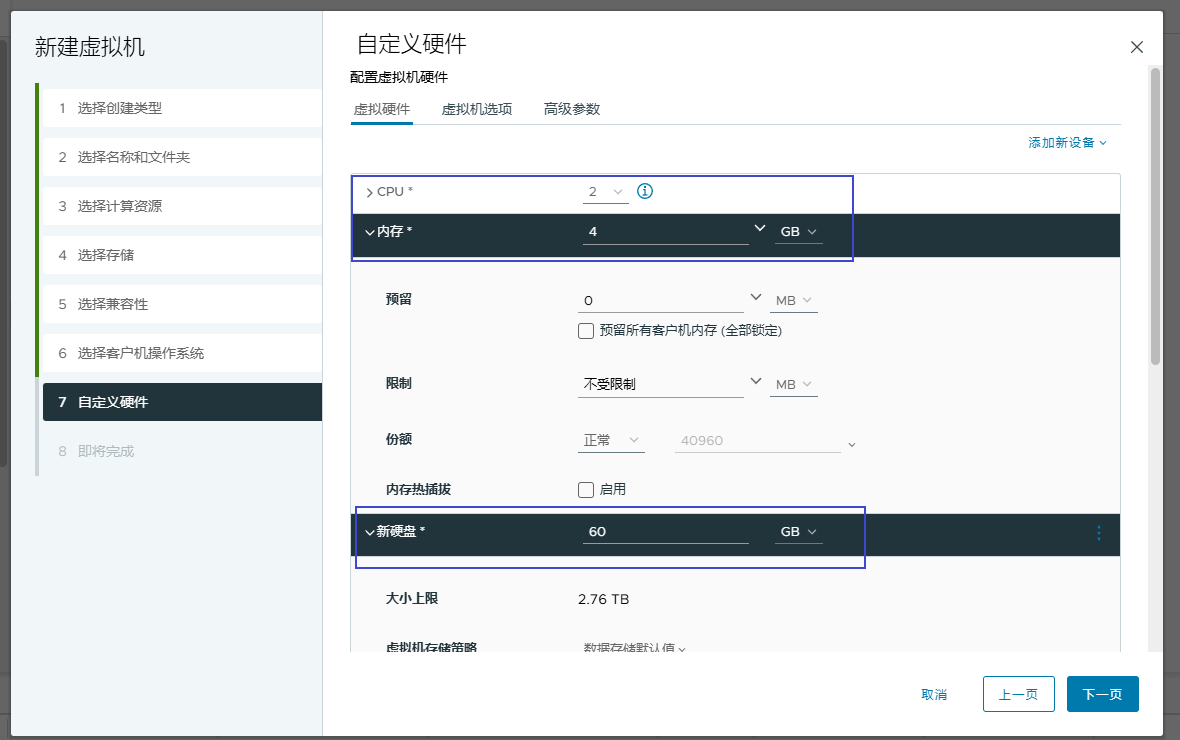 新建虚拟机
1 选择创建类型
2 选择名称和文件夹
3 选择计算资源
4 选择存储
5 选择兼容性
6 选择客户机操作系统
7 自定义硬件
8 即将完成
自定义硬件
配置虚拟机硬件
虚拟硬件 虚拟机选项 高级参数
添加新设备
CPU * 2
内存 * 4 GB
预留 0 MB
预留所有客户机内存 (全部锁定)
限制 不受限制 MB
份额 正常 40960
内存热插拔 启用
新硬盘 * 60 GB
大小上限 2.76 TB
虚拟机存储策略 数据存储默认值
取消 上一页 下一页